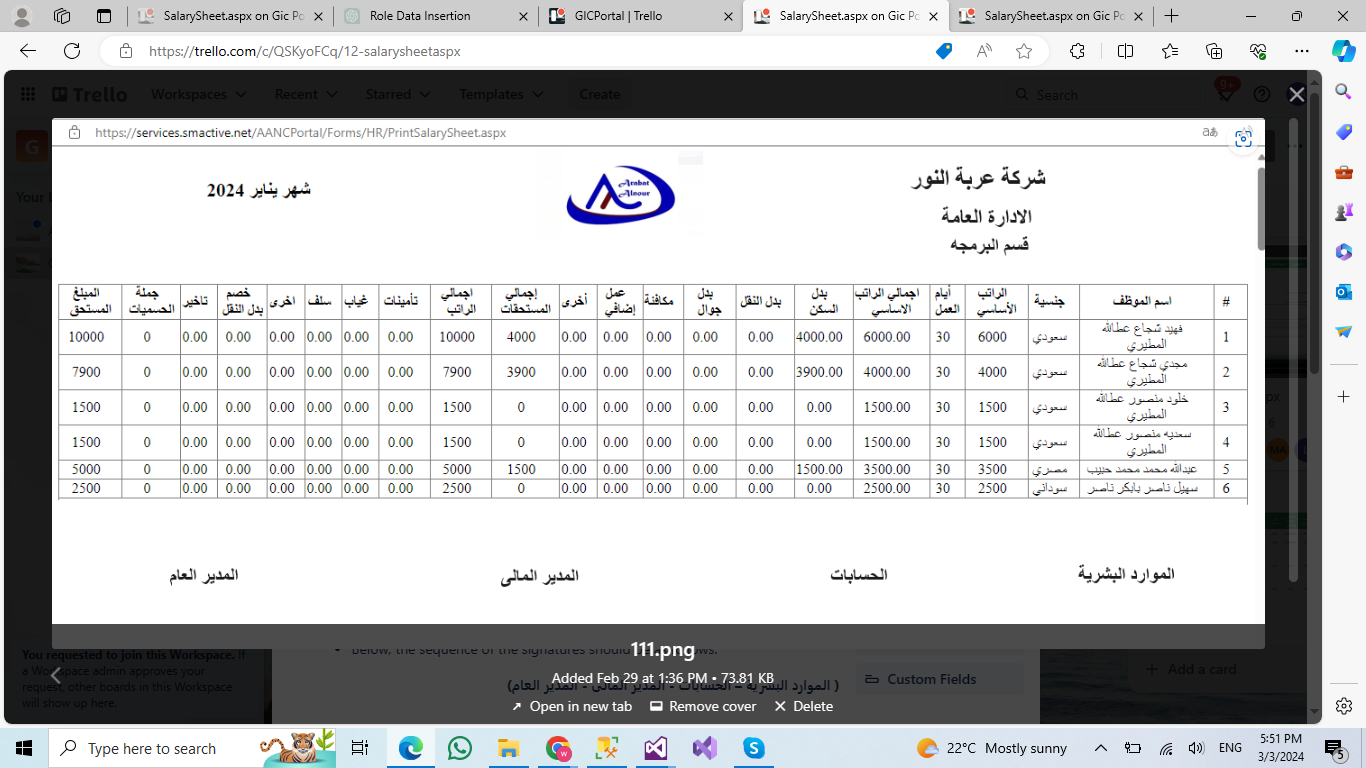 SalarySheet.aspx on Gic Po
Role Data Insertion
GICPortal | Trello
SalarySheet.aspx on Gic Po
SalarySheet.aspx on Gic Po
https://trello.com/c/QSKyoFCq/12-salarysheetaspx
Trello
Workspaces
Recent
Starred
Templates
Create
Search
9+
https://services.smactive.net/AANCPortal/Forms/HR/PrintSalarySheet.aspx
شركة عربة النور
الادارة العامة
قسم البرمجه
Arabat
Alnour
شهر يناير 2024
# اسم الموظف جنسية الراتب الأساسي أيام العمل اجمالي الراتب الاساسي بدل السكن بدل النقل بدل جوال مكافئة عمل إضافي أخرى إجمالي المستحقات اجمالي الراتب تأمينات غياب سلف اخرى خصم بدل النقل تاخير جملة الحسميات المبلغ المستحق
1 فهيد شجاع عطالله المطيري سعودي 6000 30 6000.00 4000.00 0.00 0.00 0.00 0.00 0.00 4000 10000 0.00 0.00 0.00 0.00 0.00 0.00 0 10000
2 مجدي شجاع عطالله المطيري سعودي 4000 30 4000.00 3900.00 0.00 0.00 0.00 0.00 0.00 3900 7900 0.00 0.00 0.00 0.00 0.00 0.00 0 7900
3 خلود منصور عطالله المطيري سعودي 1500 30 1500.00 0.00 0.00 0.00 0.00 0.00 0.00 0 1500 0.00 0.00 0.00 0.00 0.00 0.00 0 1500
4 سعديه منصور عطالله المطيري سعودي 1500 30 1500.00 0.00 0.00 0.00 0.00 0.00 0.00 0 1500 0.00 0.00 0.00 0.00 0.00 0.00 0 1500
5 عبدالله محمد محمد حبيب مصري 3500 30 3500.00 1500.00 0.00 0.00 0.00 0.00 0.00 1500 5000 0.00 0.00 0.00 0.00 0.00 0.00 0 5000
6 سهيل ناصر بابكر ناصر سوداني 2500 30 2500.00 0.00 0.00 0.00 0.00 0.00 0.00 0 2500 0.00 0.00 0.00 0.00 0.00 0.00 0 2500
الموارد البشرية
الحسابات
المدير المالى
المدير العام
111.png
Added Feb 29 at 1:36 PM • 73.81 KB
Open in new tab
Remove cover
Delete
You requested to join this Workspace. If
a Workspace admin approves your
request, other boards in this Workspace
will show up here.
below, the sequence of the signatures should
( الموارد البشرية – الحسابات - المدير المالى - المدير العام)
Custom Fields
Add a card
Type here to search
22°C Mostly sunny
ENG
5:51 PM
3/3/2024
5